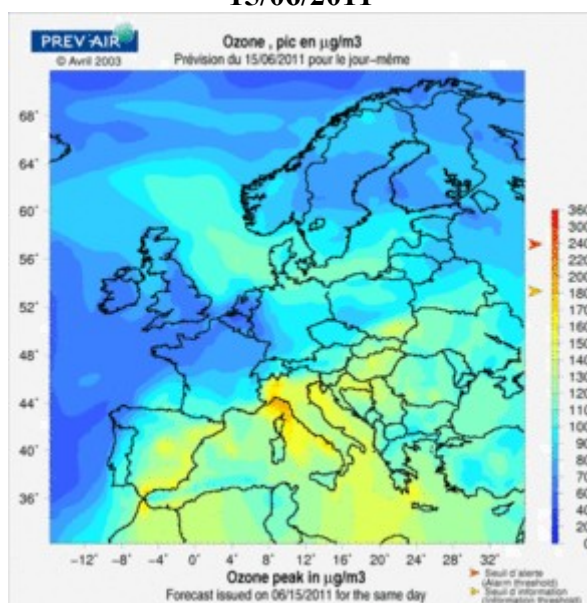 15/06/2011
PREV'AIR
© Avril 2003
Ozone , pic en µg/m3
Prévision du 15/06/2011 pour le jour-même
68°
64°
60°
56°
52°
48°
44°
40°
36°
−12° −8° −4° 0° 4° 8° 12° 16° 20° 24° 28° 32°
360
300
240
200
180
170
160
150
140
130
120
110
100
90
80
70
60
50
40
20
0
Ozone peak in µg/m3
Forecast issued on 06/15/2011 for the same day
Seuil d'alerte
(Alarm threshold)
Seuil d'information
(Information threshold)